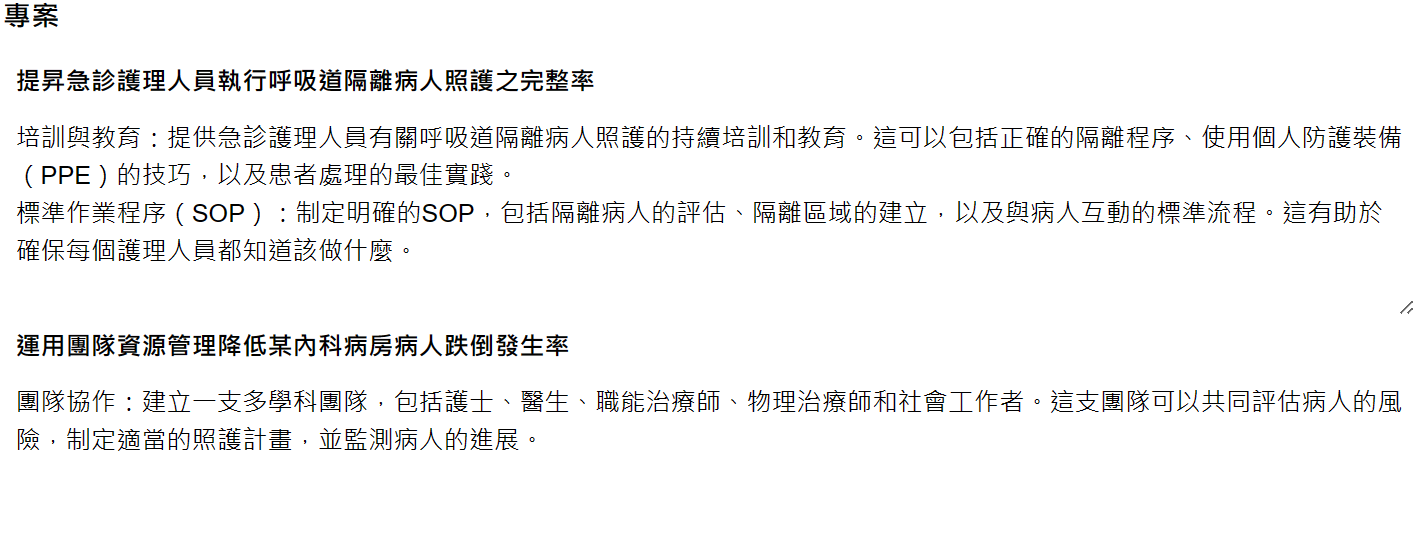 專案
提昇急診護理人員執行呼吸道隔離病人照護之完整率
培訓與教育：提供急診護理人員有關呼吸道隔離病人照護的持續培訓和教育。這可以包括正確的隔離程序、使用個人防護裝備
（PPE）的技巧，以及患者處理的最佳實踐。
標準作業程序（SOP）：制定明確的SOP，包括隔離病人的評估、隔離區域的建立，以及與病人互動的標準流程。這有助於
確保每個護理人員都知道該做什麼。
運用團隊資源管理降低某內科病房病人跌倒發生率
團隊協作：建立一支多學科團隊，包括護士、醫生、職能治療師、物理治療師和社會工作者。這支團隊可以共同評估病人的風
險，制定適當的照護計畫，並監測病人的進展。